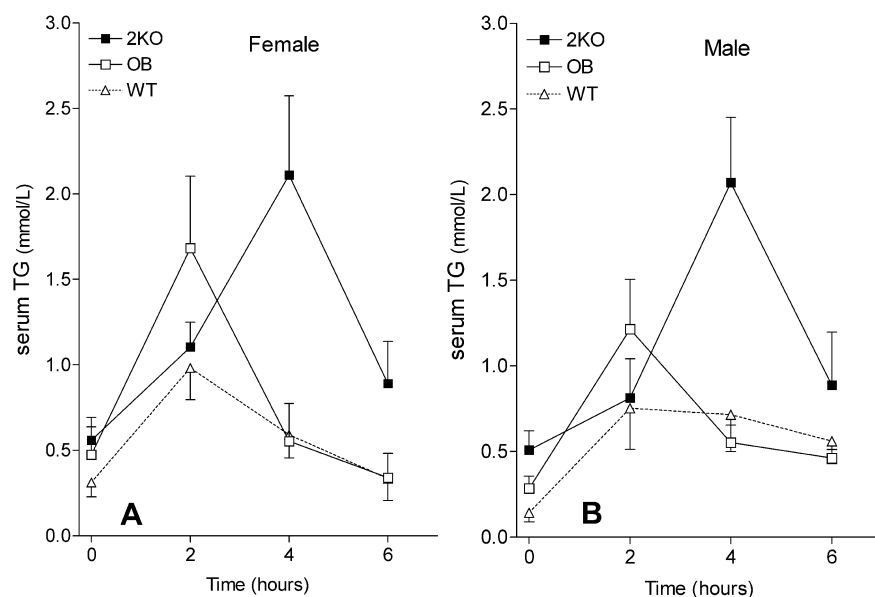 3.0
2.5
2.0
1.5
1.0
0.5
0.0
serum TG (mmol/L)
2KO
OB
WT
Female
A
0 2 4 6
Time (hours)
3.0
2.5
2.0
1.5
1.0
0.5
0.0
serum TG (mmol/L)
2KO
OB
WT
Male
B
0 2 4 6
Time (hours)